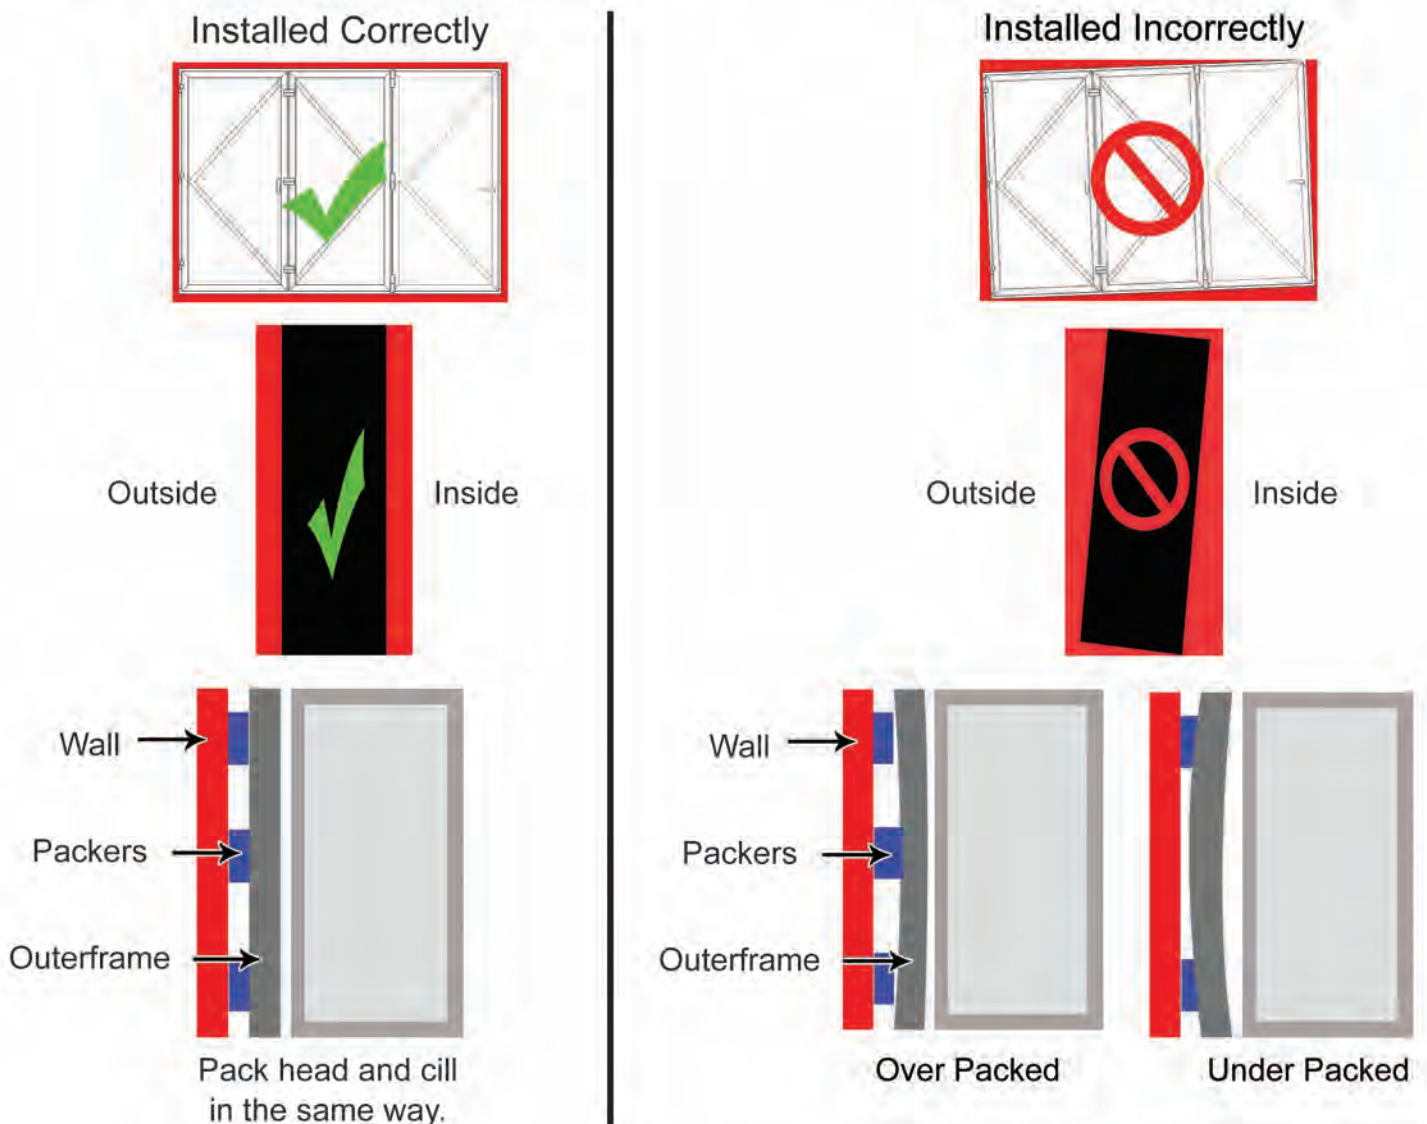 Installed Correctly
Installed Incorrectly
Outside
Inside
Outside
Inside
Wall
Packers
Outerframe
Pack head and cill
in the same way.
Wall
Packers
Outerframe
Over Packed
Under Packed